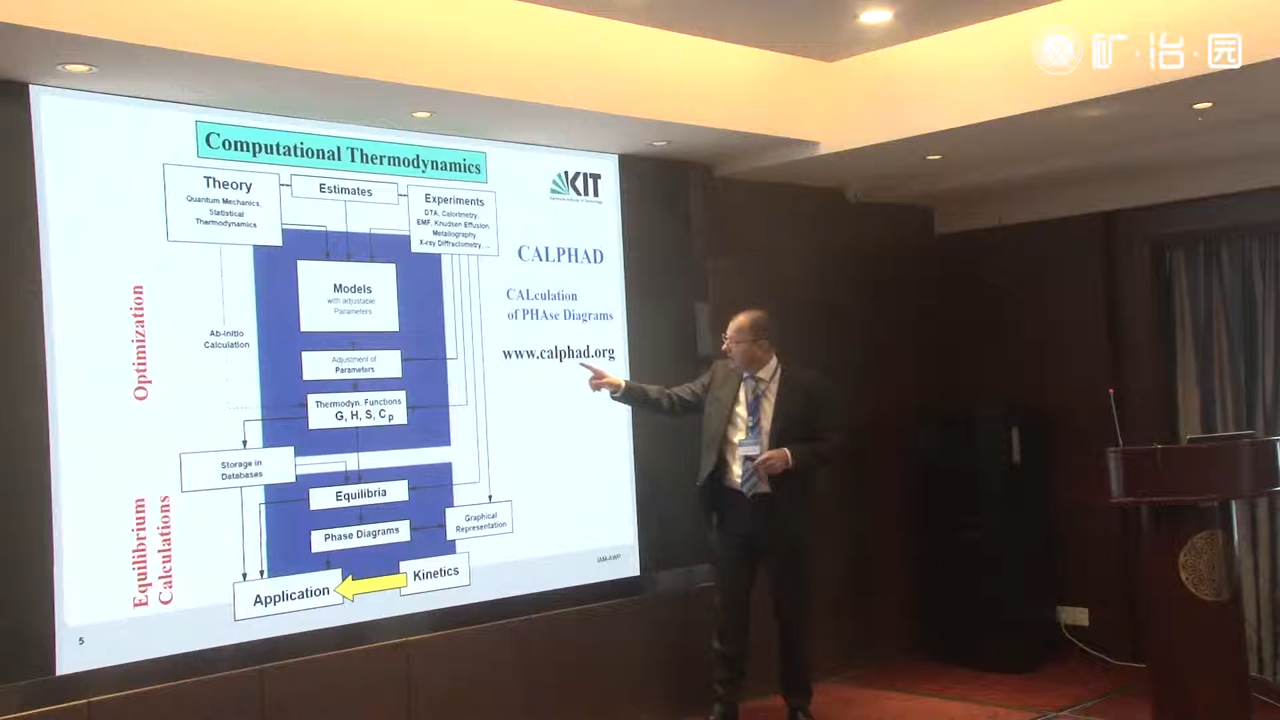 矿·冶园
Computational Thermodynamics
KIT
Theory
Quantum Mechanics,
Statistical
Thermodynamics
Estimates
Experiments
DTA, Calorimetry,
EMF, Knudsen Effusion,
Metallography
X-ray Diffractometry, ...
CALPHAD
CALculation
of PHAse Diagrams
www.calphad.org
Models
with adjustable
Parameters
Optimization
Ab-initio
Calculation
Adjustment of
Parameters
Thermodyn. Functions
G, H, S, Cp
Storage in
Databases
Equilibria
Phase Diagrams
Graphical
Representation
Equilibrium
Calculations
Application
Kinetics
IAM-AWP
5